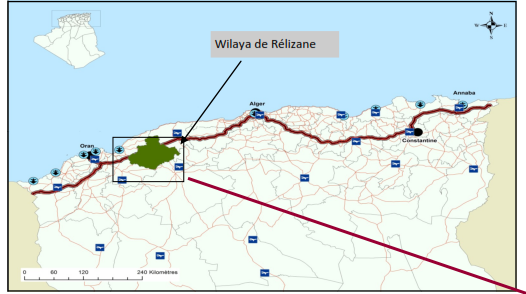 N
W
E
S
Wilaya de Rélizane
Annaba
Alger
Oran
Constantine
0 60 120 240 Kilomètres